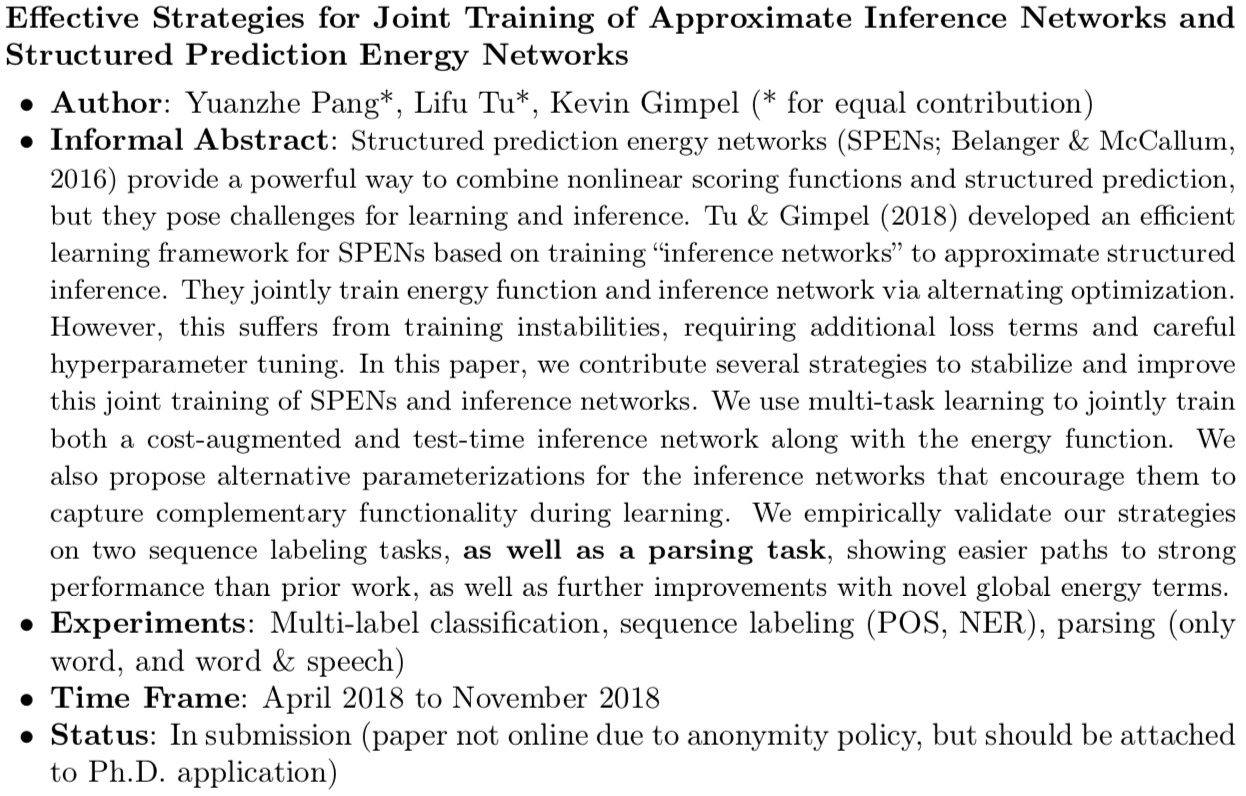 Effective Strategies for Joint Training of Approximate Inference Networks and
Structured Prediction Energy Networks
• Author: Yuanzhe Pang*, Lifu Tu*, Kevin Gimpel (* for equal contribution)
• Informal Abstract: Structured prediction energy networks (SPENs; Belanger & McCallum,
2016) provide a powerful way to combine nonlinear scoring functions and structured prediction,
but they pose challenges for learning and inference. Tu & Gimpel (2018) developed an efficient
learning framework for SPENs based on training “inference networks” to approximate structured
inference. They jointly train energy function and inference network via alternating optimization.
However, this suffers from training instabilities, requiring additional loss terms and careful
hyperparameter tuning. In this paper, we contribute several strategies to stabilize and improve
this joint training of SPENs and inference networks. We use multi-task learning to jointly train
both a cost-augmented and test-time inference network along with the energy function. We
also propose alternative parameterizations for the inference networks that encourage them to
capture complementary functionality during learning. We empirically validate our strategies
on two sequence labeling tasks, as well as a parsing task, showing easier paths to strong
performance than prior work, as well as further improvements with novel global energy terms.
• Experiments: Multi-label classification, sequence labeling (POS, NER), parsing (only
word, and word & speech)
• Time Frame: April 2018 to November 2018
• Status: In submission (paper not online due to anonymity policy, but should be attached
to Ph.D. application)